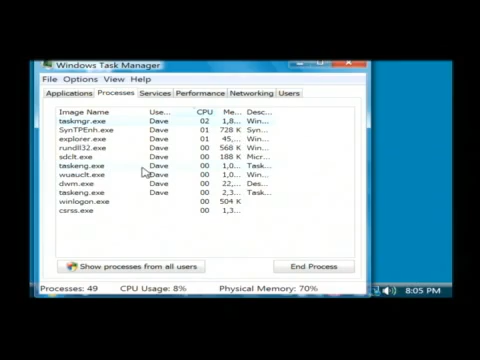 Windows Task Manager
File Options View Help
Applications Processes Services Performance Networking Users
Image Name Use... CPU Me... Desc...
taskmgr.exe Dave 02 1,8... Win...
SynTPEnh.exe Dave 01 728 K Syn...
explorer.exe Dave 01 45,... Win...
rundll32.exe Dave 00 568 K Win...
sdclt.exe Dave 00 188 K Micr...
taskeng.exe Dave 00 1,0... Task...
wuauclt.exe Dave 00 2,... Win...
dwm.exe Dave 00 22,... Des...
taskeng.exe Dave 00 2,3... Task...
winlogon.exe 00 504 K
csrss.exe 00 1,3...
Show processes from all users End Process
Processes: 49 CPU Usage: 8% Physical Memory: 70%
8:05 PM